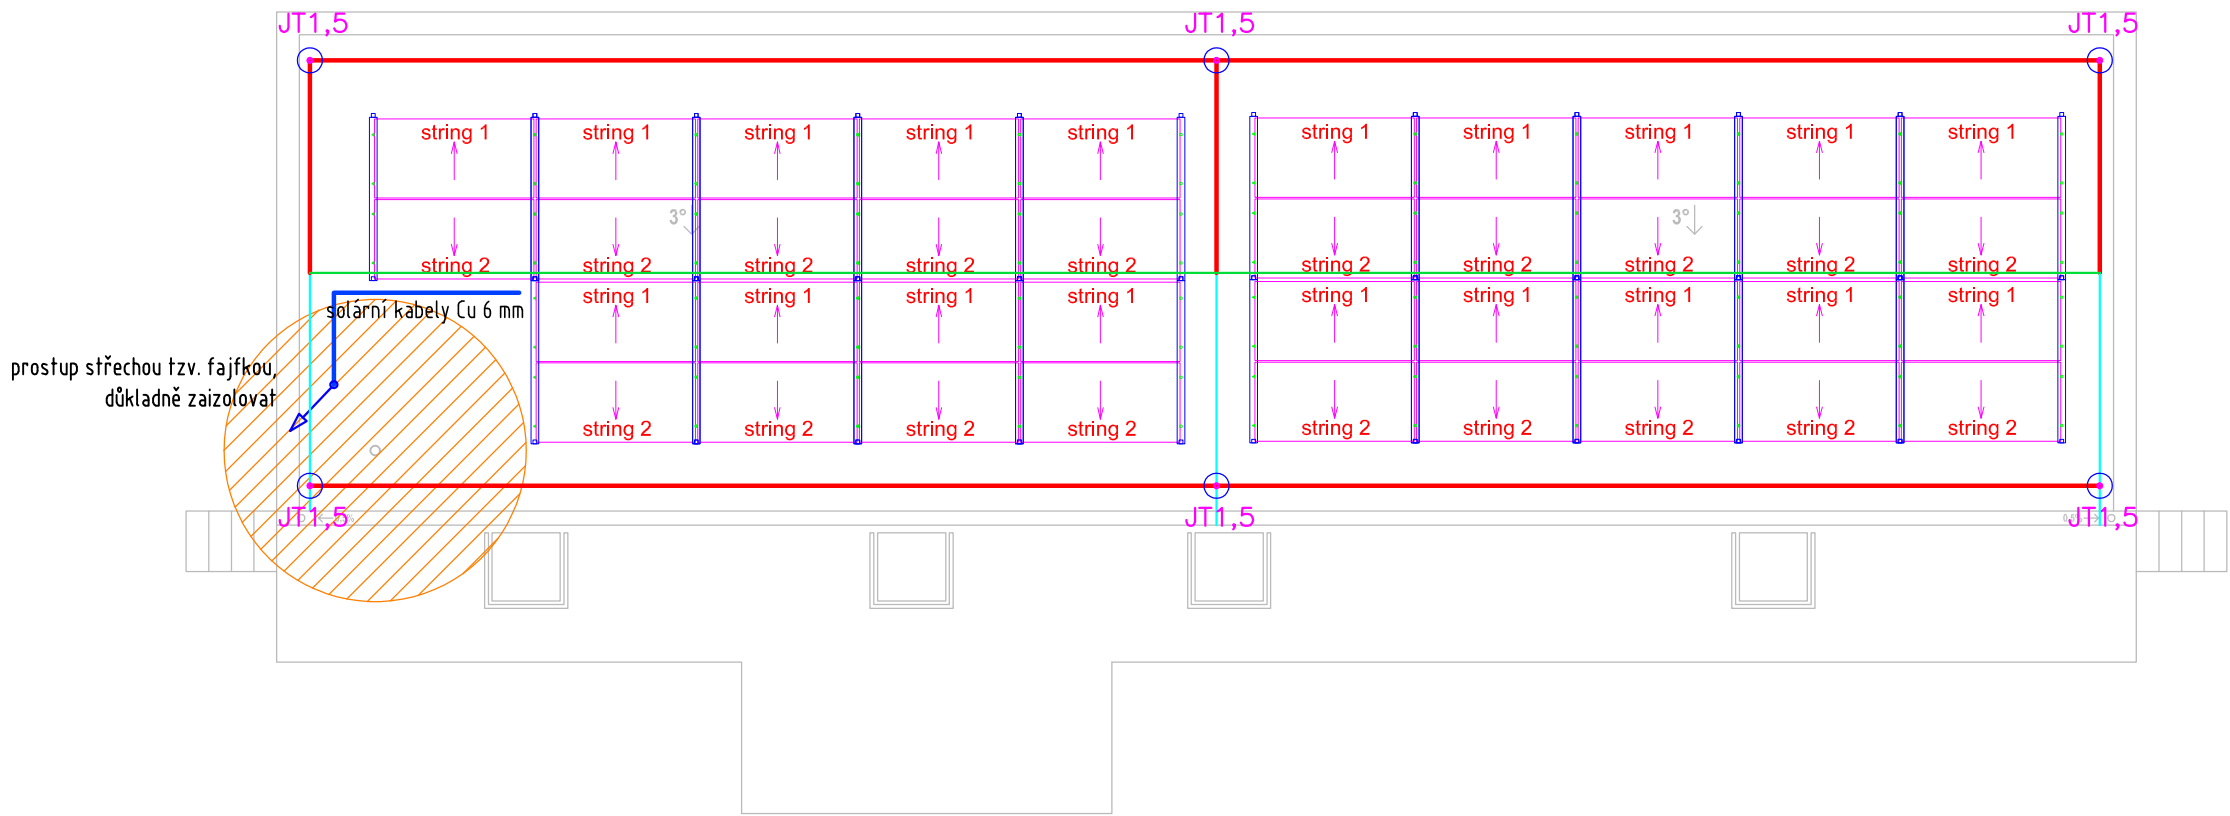 JT1,5 JT1,5 JT1,5
string 1 string 1 string 1 string 1 string 1 string 1 string 1 string 1 string 1 string 1
3° 3°
string 2 string 2 string 2 string 2 string 2 string 2 string 2 string 2 string 2 string 2
string 1 string 1 string 1 string 1 string 1 string 1 string 1 string 1 string 1
solární kabely Cu 6 mm
prostup střechou tzv. fajfkou,
důkladně zaizolovat
string 2 string 2 string 2 string 2 string 2 string 2 string 2 string 2 string 2
JT1,5 JT1,5 JT1,5